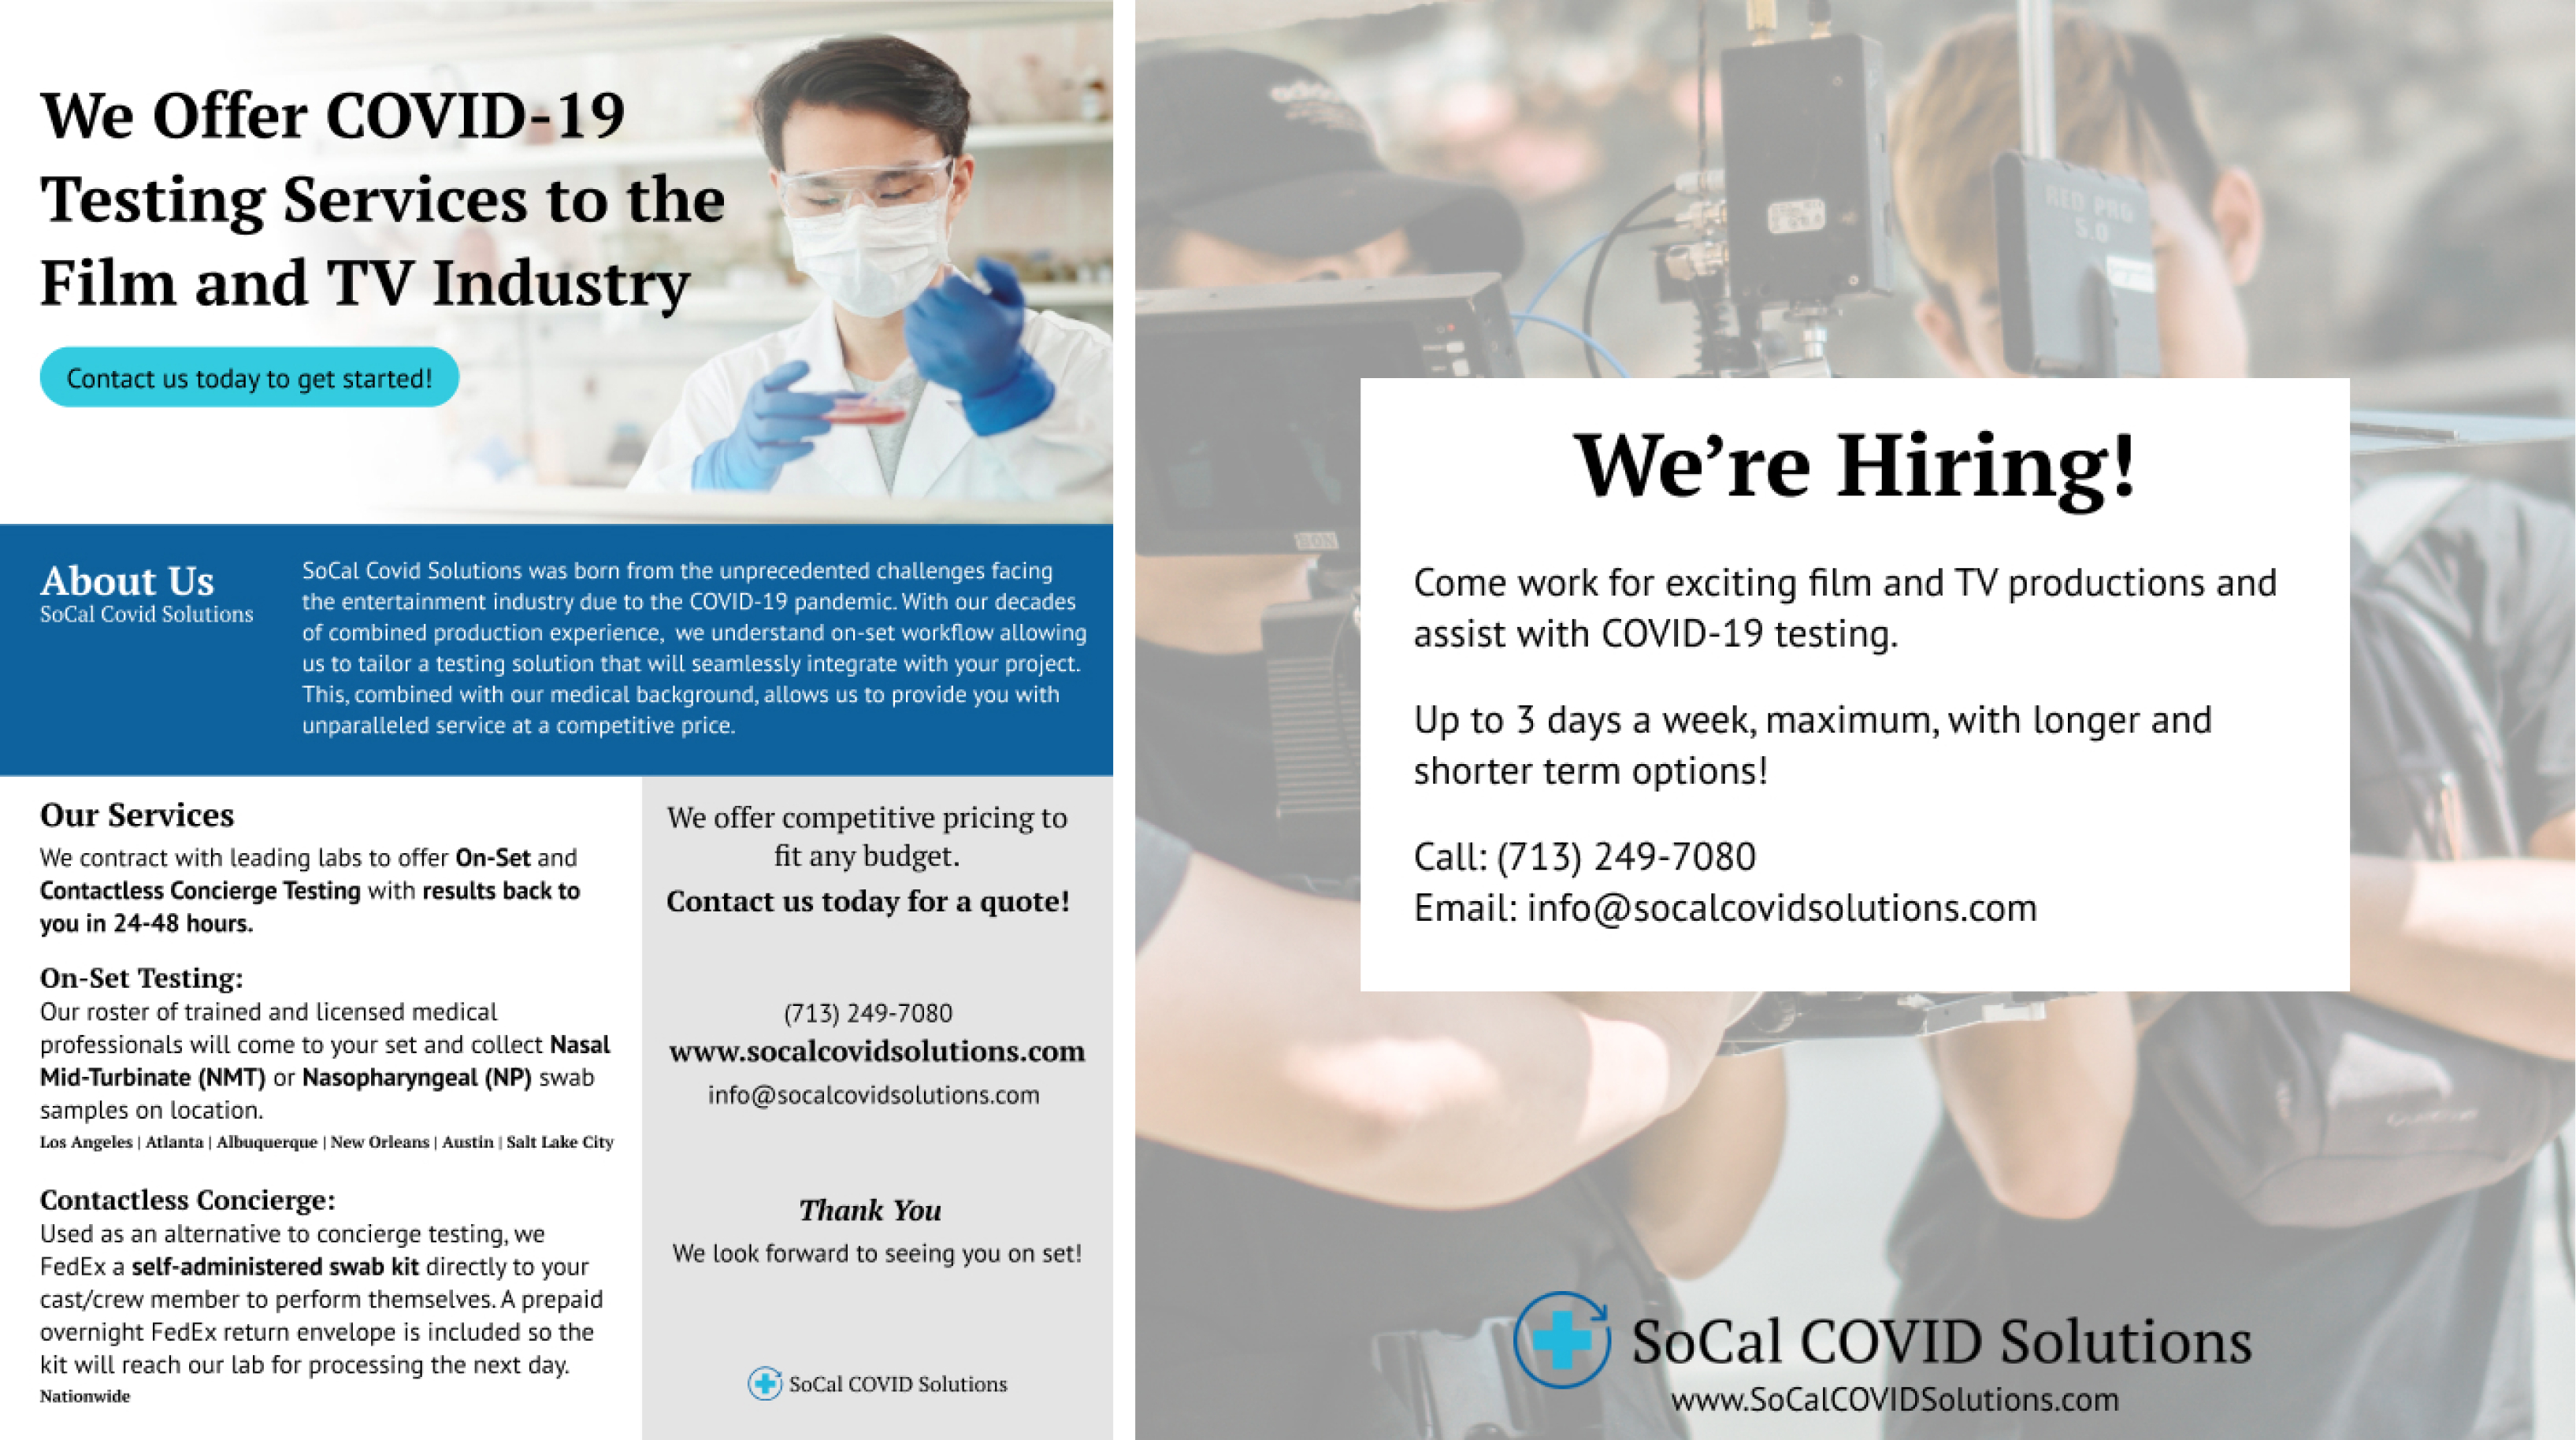 We Offer COVID-19
Testing Services to the
Film and TV Industry
Contact us today to get started!
About Us
SoCal Covid Solutions
SoCal Covid Solutions was born from the unprecedented challenges facing
the entertainment industry due to the COVID-19 pandemic. With our decades
of combined production experience, we understand on-set workflow allowing
us to tailor a testing solution that will seamlessly integrate with your project.
This, combined with our medical background, allows us to provide you with
unparalleled service at a competitive price.
Our Services
We contract with leading labs to offer On-Set and
Contactless Concierge Testing with results back to
you in 24-48 hours.
On-Set Testing:
Our roster of trained and licensed medical
professionals will come to your set and collect Nasal
Mid-Turbinate (NMT) or Nasopharyngeal (NP) swab
samples on location.
Los Angeles | Atlanta | Albuquerque | New Orleans | Austin | Salt Lake City
Contactless Concierge:
Used as an alternative to concierge testing, we
FedEx a self-administered swab kit directly to your
cast/crew member to perform themselves. A prepaid
overnight FedEx return envelope is included so the
kit will reach our lab for processing the next day.
Nationwide
We offer competitive pricing to
fit any budget.
Contact us today for a quote!
(713) 249-7080
www.socalcovidsolutions.com
info@socalcovidsolutions.com
Thank You
We look forward to seeing you on set!
SoCal COVID Solutions
RED PRO
5.0
We're Hiring!
Come work for exciting film and TV productions and
assist with COVID-19 testing.
Up to 3 days a week, maximum, with longer and
shorter term options!
Call: (713) 249-7080
Email: info@socalcovidsolutions.com
SoCal COVID Solutions
www.SoCalCOVIDSolutions.com